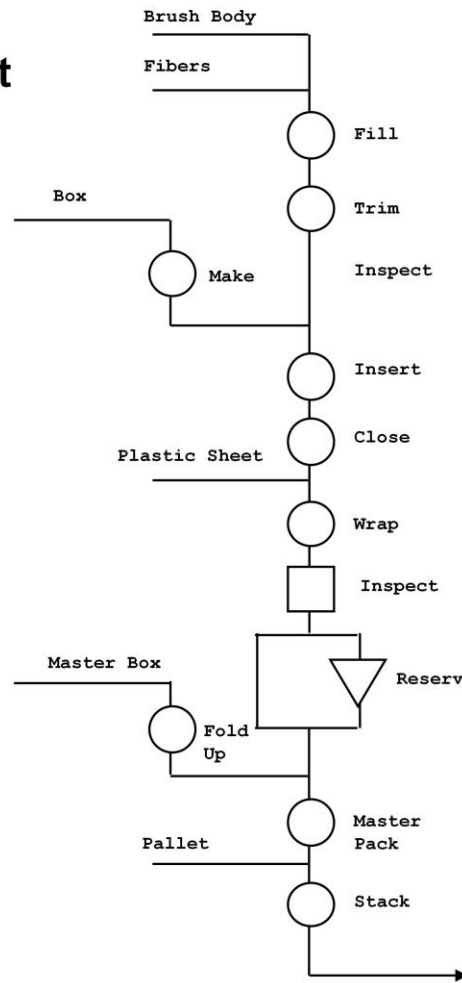 Brush Body
t
Fibers
Fill
Box
Trim
Make
Inspect
Insert
Close
Plastic Sheet
Wrap
Inspect
Master Box
Reserv
Fold
Up
Master
Pack
Pallet
Stack